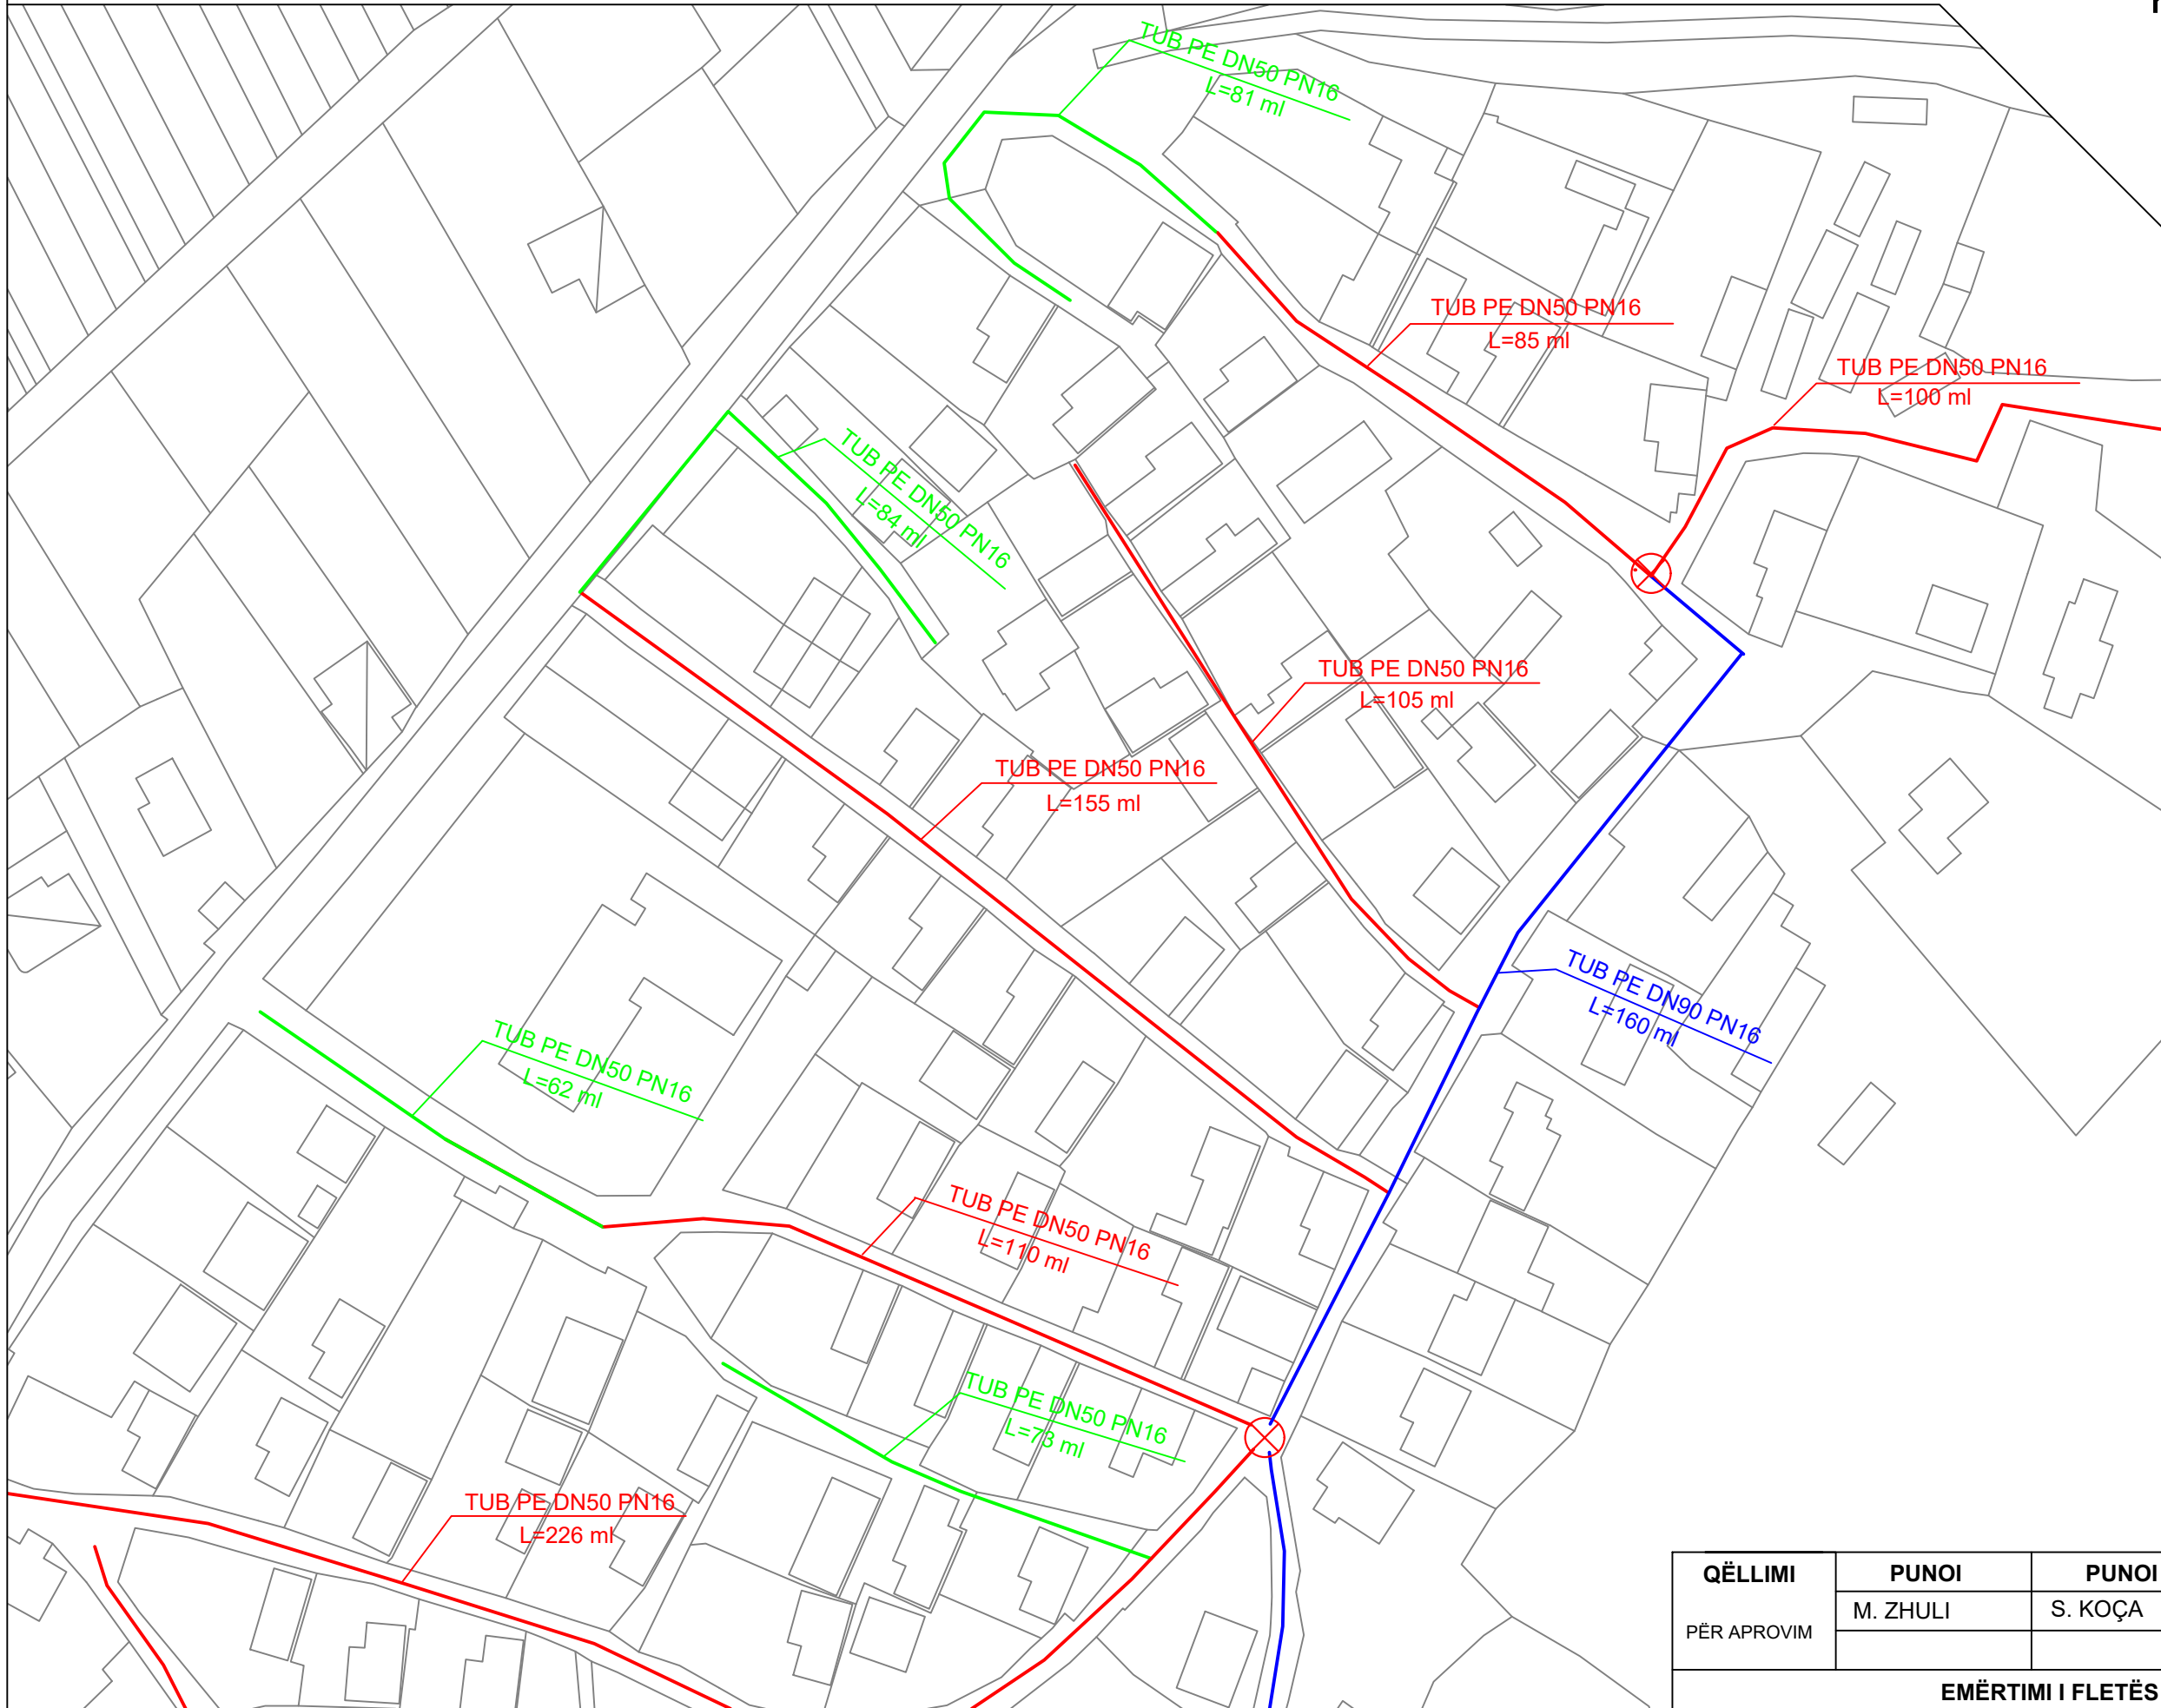 TUB PE DN50 PN16
L=81 ml
TUB PE DN50 PN16
L=85 ml
TUB PE DN50 PN16
L=100 ml
TUB PE DN50 PN16
L=84 ml
TUB PE DN50 PN16
L=105 ml
TUB PE DN50 PN16
L=155 ml
TUB PE DN90 PN16
L=160 ml
TUB PE DN50 PN16
L=62 ml
TUB PE DN50 PN16
L=110 ml
TUB PE DN50 PN16
L=73 ml
TUB PE DN50 PN16
L=226 ml
QËLLIMI
PUNOI
PUNOI
M. ZHULI
S. KOÇA
PËR APROVIM
EMËRTIMI I FLETËS